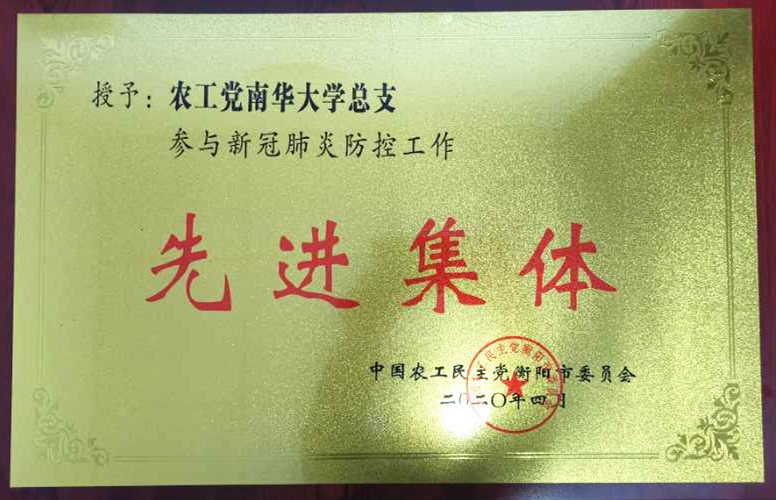 授予：农工党南华大学总支
参与新冠肺炎防控工作
先进集体
中国农工民主党衡阳市委员会
二〇二〇年四月